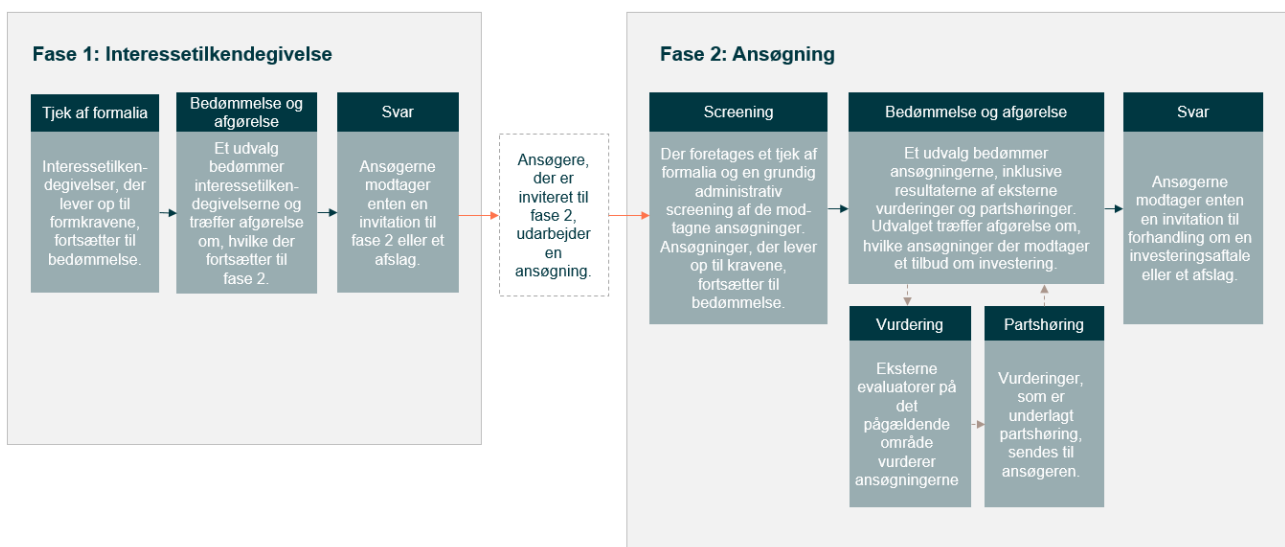 Fase 1: Interessetilkendegivelse
Tjek af formalia
Interessetilken-
degivelser, der
lever op til
formkravene,
fortsætter til
bedømmelse.
Bedømmelse og
afgørelse
Et udvalg
bedømmer
interessetilken-
degivelserne og
træffer afgørelse
om, hvilke der
fortsætter til
fase 2.
Svar
Ansøgerne
modtager
enten en
invitation til
fase 2 eller et
afslag.
Ansøgere,
der er
inviteret til
fase 2,
udarbejder
en
ansøgning.
Fase 2: Ansøgning
Screening
Der foretages et tjek af
formalia og en grundig
administrativ
screening af de mod-
tagne ansøgninger.
Ansøgninger, der lever
op til kravene,
fortsætter til
bedømmelse.
Bedømmelse og afgørelse
Et udvalg bedømmer
ansøgningerne, inklusive
resultaterne af eksterne
vurderinger og partshøringer.
Udvalget træffer afgørelse om,
hvilke ansøgninger der modtager
et tilbud om investering.
Vurdering
Eksterne
evaluatorer på
det
pågældende
område
vurderer
ansøgningerne
Partshøring
Vurderinger,
som er
underlagt
partshøring,
sendes til
ansøgeren.
Svar
Ansøgerne
modtager enten
en invitation til
forhandling om en
investeringsaftale
eller et afslag.